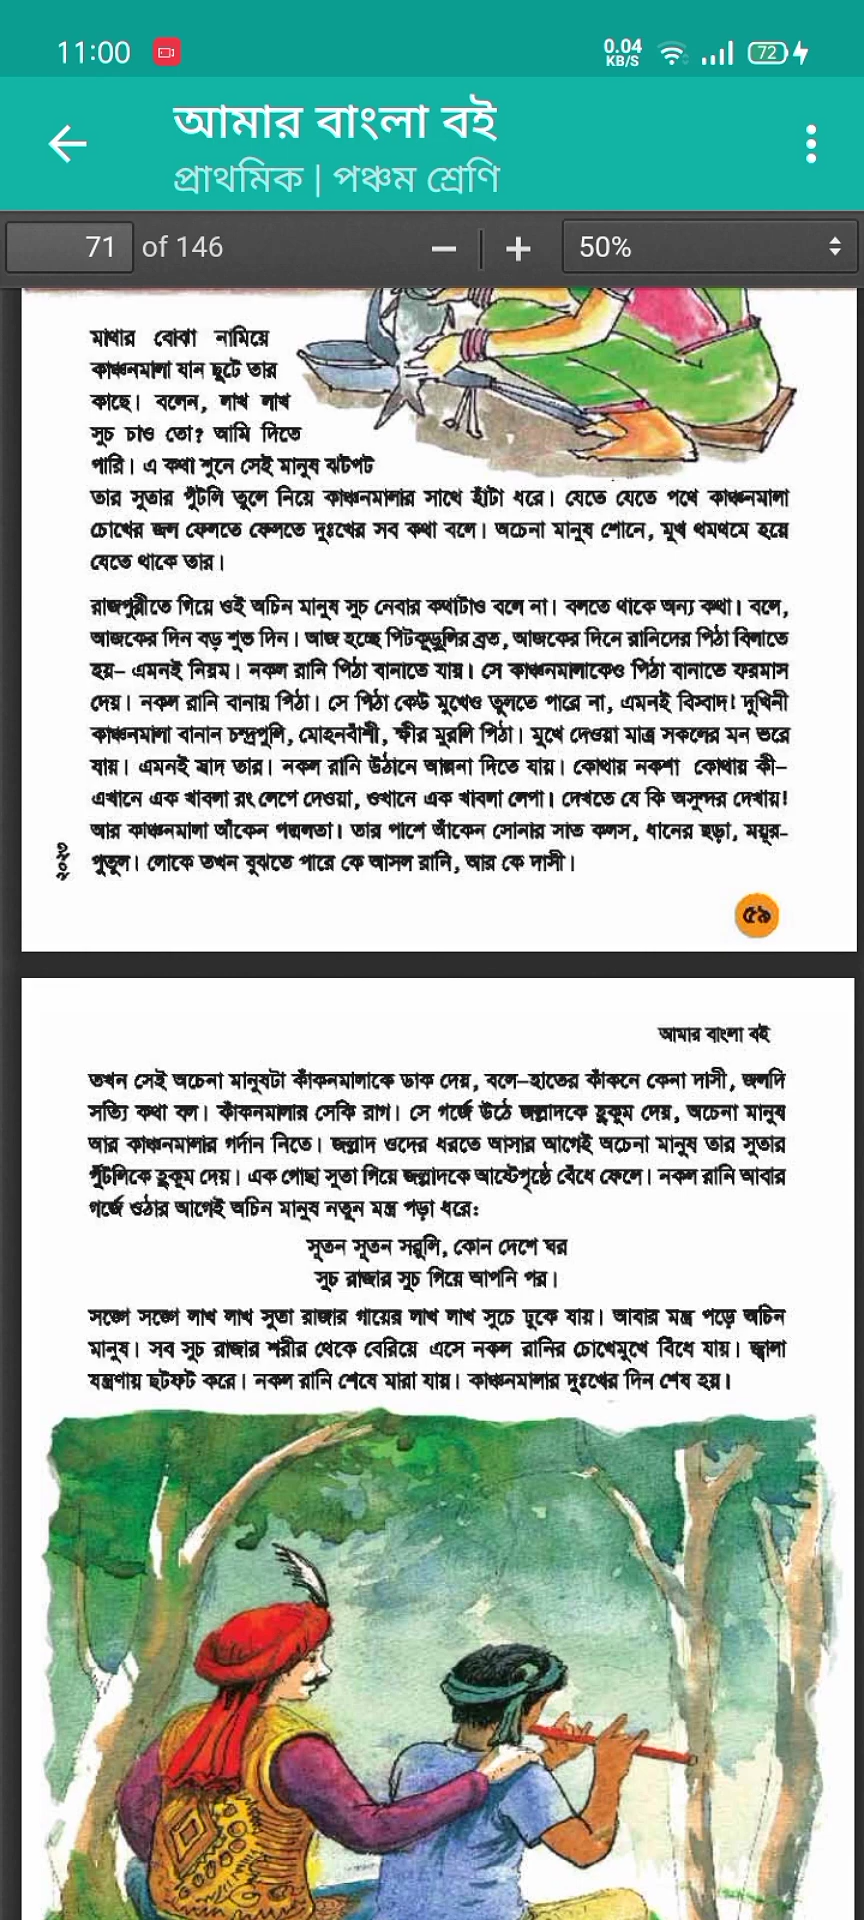 11:00
0.04
KB/S
72
আমার বাংলা বই
প্রাথমিক | পঞ্চম শ্রেণি
71 of 146
50%
মাথার বোঝা নামিয়ে
কাঞ্চনমালা যান ছুটে তার
কাছে। বলেন, লাখ লাখ
সুচ চাও তো? আমি দিতে
পারি। এ কথা শুনে সেই মানুষ ঝটপট
তার সুতার পুঁটলি তুলে নিয়ে কাঞ্চনমালার সাথে হাঁটা ধরে। যেতে যেতে পথে কাঞ্চনমালা
চোখের জল ফেলতে ফেলতে দুঃখের সব কথা বলে। অচেনা মানুষ শোনে, মুখ থমথমে হয়ে
যেতে থাকে তার।
রাজপুরীতে গিয়ে ওই অচিন মানুষ সুচ নেবার কথাটাও বলে না। বলতে থাকে অন্য কথা। বলে,
আজকের দিন বড় শুভ দিন। আজ হচ্ছে পিটকুড়ুলির ব্রত, আজকের দিনে রানিদের পিঠা বিলাতে
হয়– এমনই নিয়ম। নকল রানি পিঠা বানাতে যায়। সে কাঞ্চনমালাকেও পিঠা বানাতে ফরমাস
দেয়। নকল রানি বানায় পিঠা। সে পিঠা কেউ মুখেও তুলতে পারে না, এমনই বিস্বাদ! দুখিনী
কাঞ্চনমালা বানান চন্দ্রপুলি, মোহনবাঁশী, ক্ষীর মুরলি পিঠা। মুখে দেওয়া মাত্র সকলের মন ভরে
যায়। এমনই স্বাদ তার। নকল রানি উঠানে আল্পনা দিতে যায়। কোথায় নকশা কোথায় কী–
এখানে এক খাবলা রং লেপে দেওয়া, ওখানে এক খাবলা লেপা। দেখতে যে কি অসুন্দর দেখায়!
আর কাঞ্চনমালা আঁকেন পদ্মলতা। তার পাশে আঁকেন সোনার সাত কলস, ধানের ছড়া, ময়ূর–
পুতুল। লোকে তখন বুঝতে পারে কে আসল রানি, আর কে দাসী।
২০২৩
৫৯
আমার বাংলা বই
তখন সেই অচেনা মানুষটা কাঁকনমালাকে ডাক দেয়, বলে–হাতের কাঁকনে কেনা দাসী, জলদি
সত্যি কথা বল। কাঁকনমালার সেকি রাগ। সে গর্জে উঠে জল্লাদকে হুকুম দেয়, অচেনা মানুষ
আর কাঞ্চনমালার গর্দান নিতে। জল্লাদ ওদের ধরতে আসার আগেই অচেনা মানুষ তার সুতার
পুঁটলিকে হুকুম দেয়। এক গোছা সুতা গিয়ে জল্লাদকে আষ্টেপৃষ্ঠে বেঁধে ফেলে। নকল রানি আবার
গর্জে ওঠার আগেই অচিন মানুষ নতুন মন্ত্র পড়া ধরে:
সুতন সুতন সরুলি, কোন দেশে ঘর
সুচ রাজার সুচ গিয়ে আপনি পর।
সঙ্গে সঙ্গে লাখ লাখ সুতা রাজার গায়ের লাখ লাখ সুচে ঢুকে যায়। আবার মন্ত্র পড়ে অচিন
মানুষ। সব সুচ রাজার শরীর থেকে বেরিয়ে এসে নকল রানির চোখেমুখে বিঁধে যায়। জ্বালা
যন্ত্রণায় ছটফট করে। নকল রানি শেষে মারা যায়। কাঞ্চনমালার দুঃখের দিন শেষ হয়।